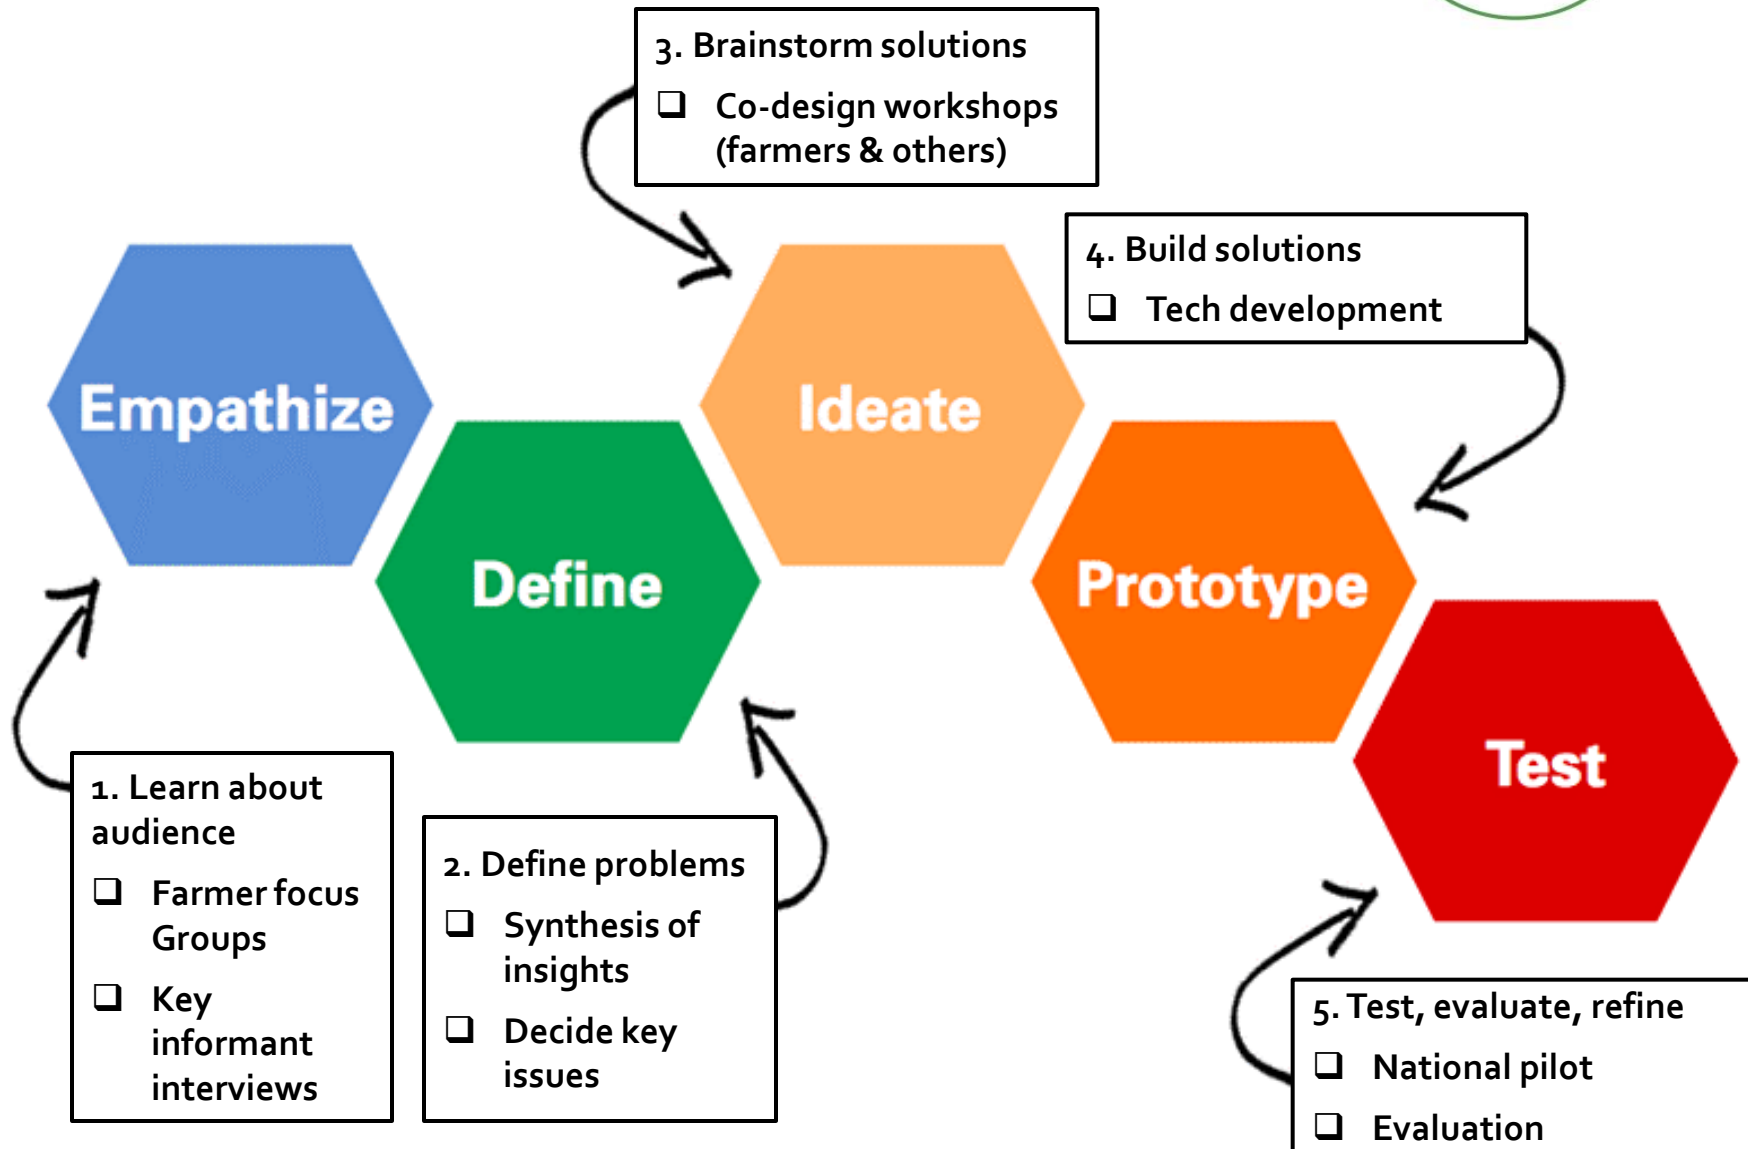 3. Brainstorm solutions
❑ Co-design workshops
(farmers & others)
4. Build solutions
❑ Tech development
Empathize
Ideate
Define
Prototype
Test
1. Learn about
audience
❑ Farmer focus
Groups
❑ Key
informant
interviews
2. Define problems
❑ Synthesis of
insights
❑ Decide key
issues
5. Test, evaluate, refine
❑ National pilot
❑ Evaluation